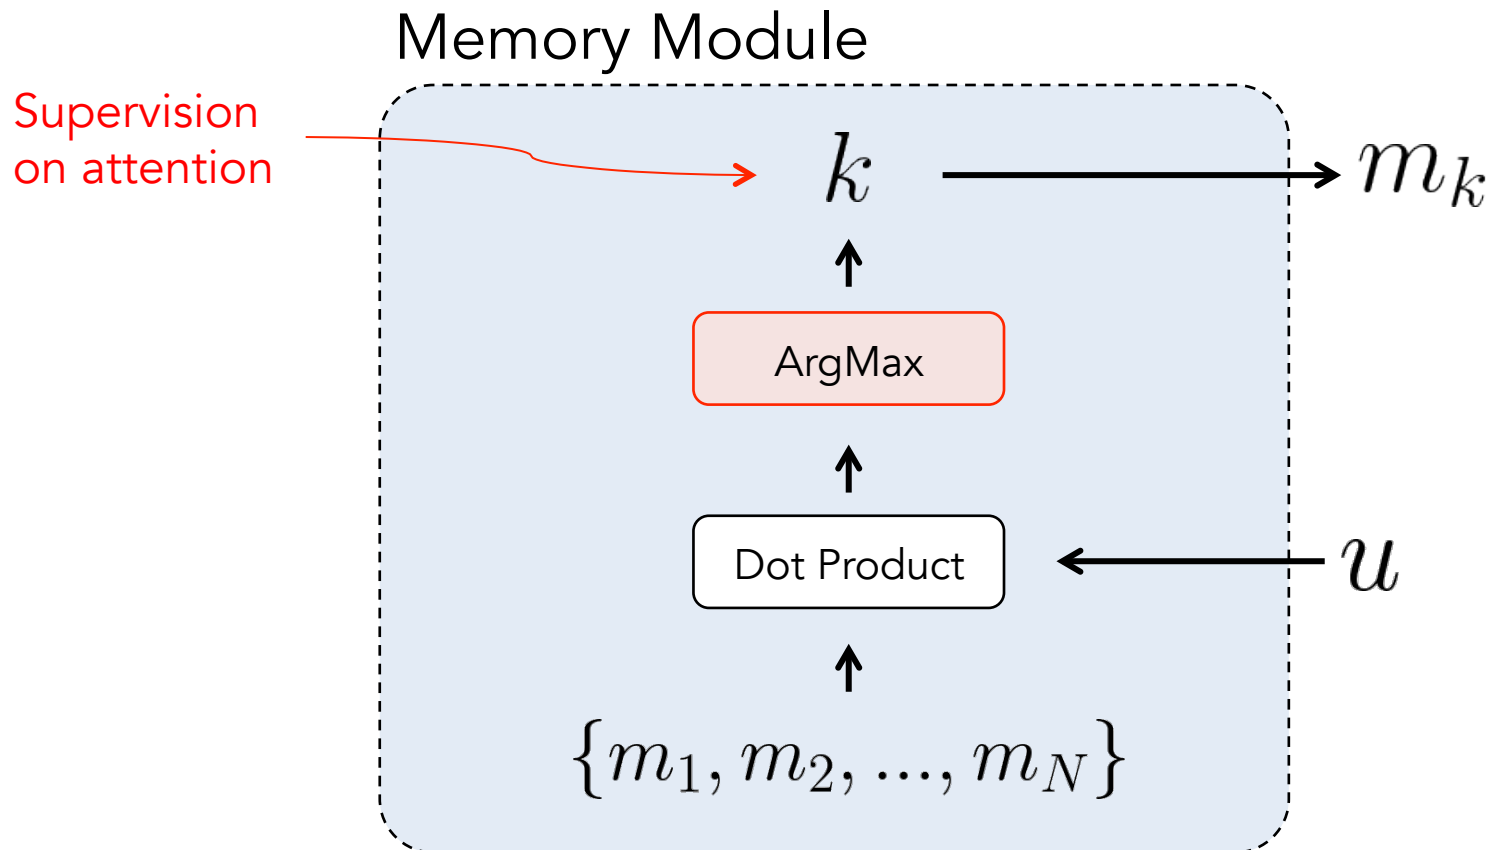 Memory Module
Supervision
on attention
k
m_k
ArgMax
Dot Product
u
{m_1, m_2, ..., m_N}